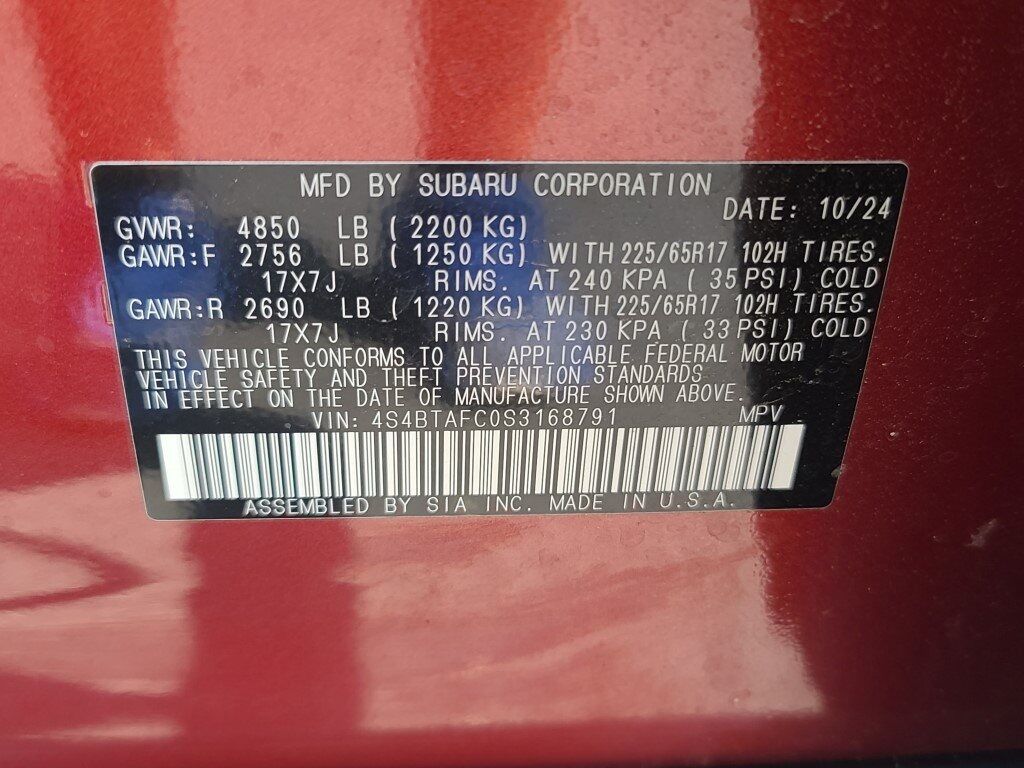 MFD BY SUBARU CORPORATION
DATE: 10/24
GVWR: 4850 LB (2200 KG)
GAWR:F 2756 LB (1250 KG) WITH 225/65R17 102H TIRES.
17X7J RIMS. AT 240 KPA (35 PSI) COLD
GAWR:R 2690 LB (1220 KG) WITH 225/65R17 102H TIRES.
17X7J RIMS. AT 230 KPA (33 PSI) COLD
THIS VEHICLE CONFORMS TO ALL APPLICABLE FEDERAL MOTOR
VEHICLE SAFETY AND THEFT PREVENTION STANDARDS
IN EFFECT ON THE DATE OF MANUFACTURE SHOWN ABOVE.
VIN: 4S4BTAFC0S3168791 MPV
ASSEMBLED BY SIA INC. MADE IN U.S.A.